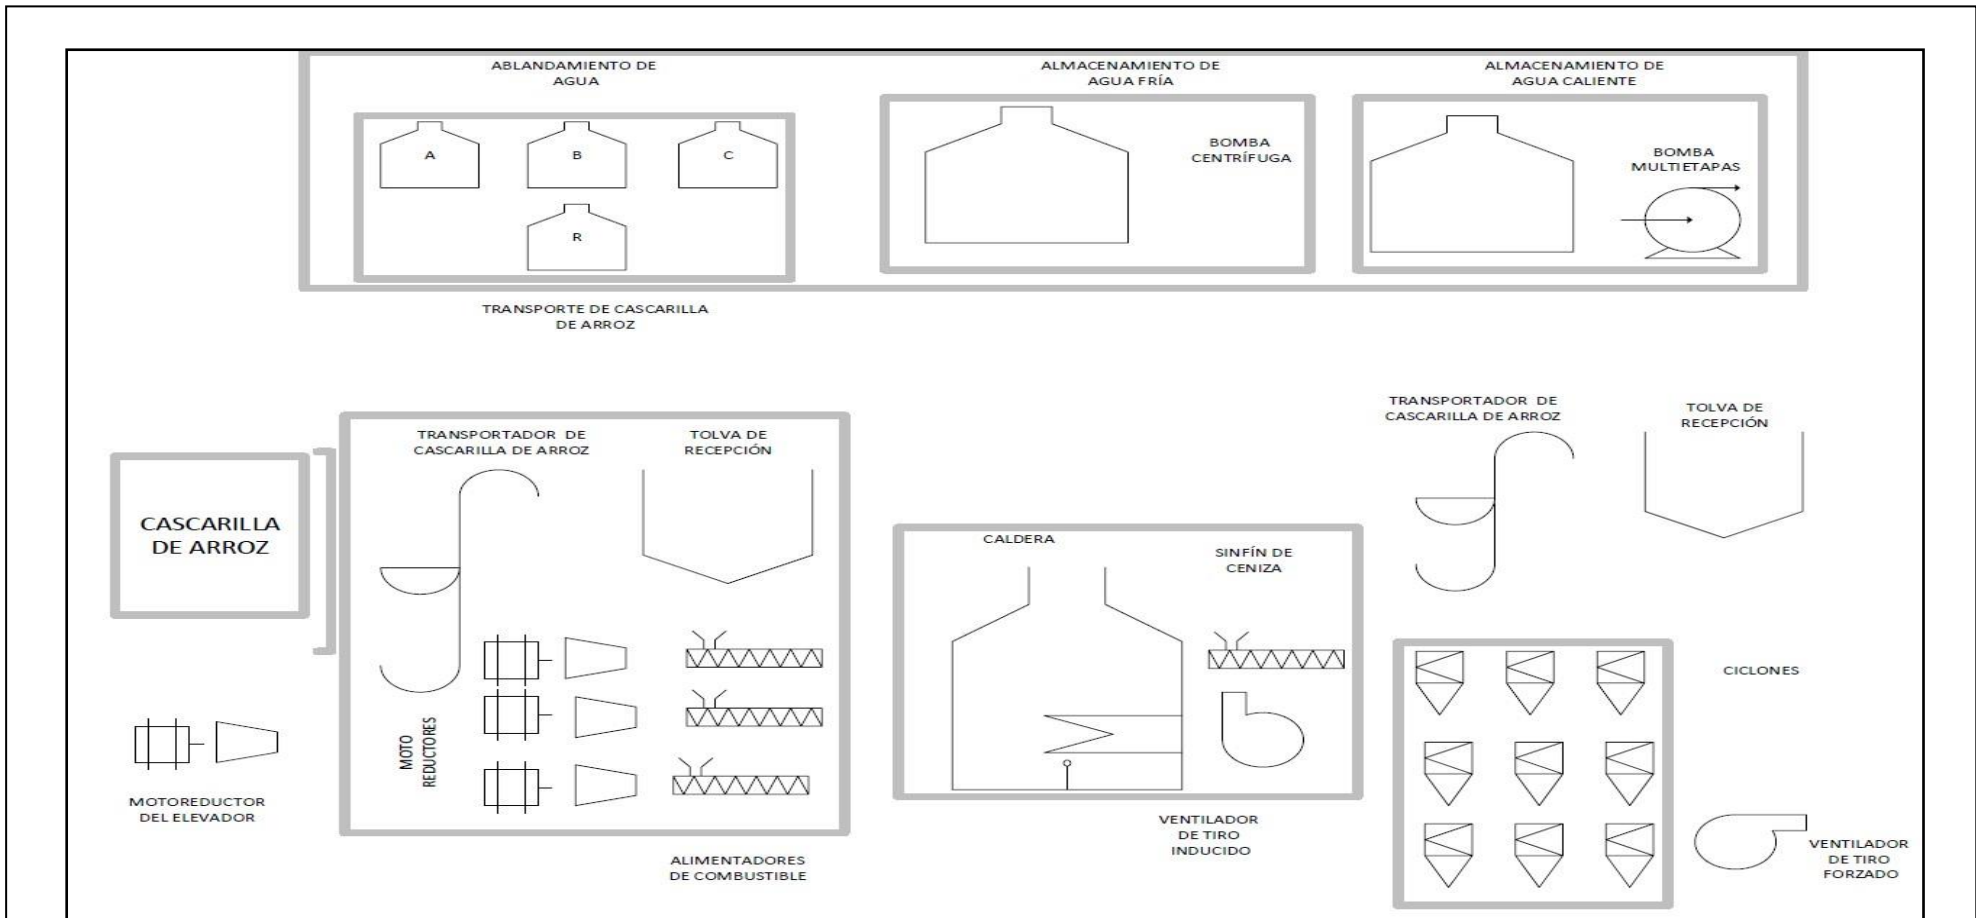 ABLANDAMIENTO DE
AGUA
ALMACENAMIENTO DE
AGUA FRÍA
ALMACENAMIENTO DE
AGUA CALIENTE
A
B
C
R
BOMBA
CENTRÍFUGA
BOMBA
MULTIETAPAS
TRANSPORTE DE CASCARILLA
DE ARROZ
TRANSPORTADOR DE
CASCARILLA DE ARROZ
TOLVA DE
RECEPCIÓN
TRANSPORTADOR DE
CASCARILLA DE ARROZ
TOLVA DE
RECEPCIÓN
CASCARILLA
DE ARROZ
CALDERA
SINFÍN DE
CENIZA
CICLONES
MOTO
REDUCTORES
MOTOREDUCTOR
DEL ELEVADOR
ALIMENTADORES
DE COMBUSTIBLE
VENTILADOR
DE TIRO
INDUCIDO
VENTILADOR
DE TIRO
FORZADO